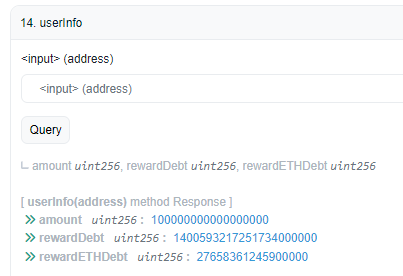 14. userInfo
<input> (address)
<input> (address)
Query
amount uint256, rewardDebt uint256, rewardETHDebt uint256
[ userInfo(address) method Response ]
amount uint256 : 100000000000000000
rewardDebt uint256 : 1400593217251734000000
rewardETHDebt uint256 : 27658361245900000